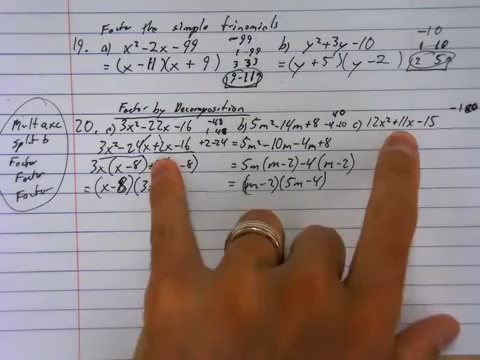 Factor the simple trinomials
19. a) x² - 2x - 99
= (x - 11)(x + 9)
-99
1 -99
3 33
9 -11
b) y² + 3y - 10
= (y + 5)(y - 2)
-10
1 10
2 5
Mult axc
Split b
Factor
Factor
Factor
Factor by Decomposition
20. a) 3x² - 22x - 16
3x² - 24x + 2x - 16
3x(x - 8) - 8)
= (x - 8)(3x
-48
1 48
+2 -24
b) 5m² - 14m + 8
= 5m² - 10m - 4m + 8
= 5m(m - 2) - 4(m - 2)
= (m - 2)(5m - 4)
40
-4 -10
c) 12x² + 11x - 15
-180